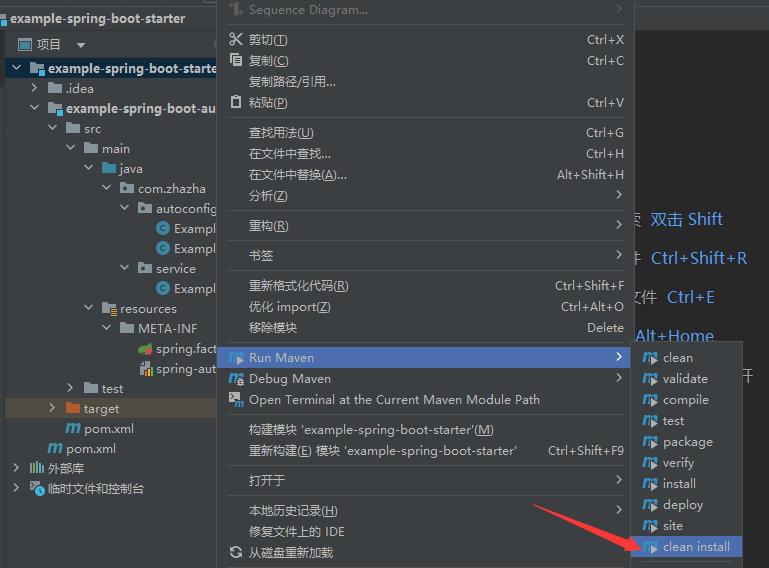 example-spring-boot-starter
项目
example-spring-boot-starte
.idea
example-spring-boot-au
src
main
java
com.zhazha
autoconfig
Exampl
Exampl
service
Exampl
resources
META-INF
spring.fact
spring-aut
test
target
pom.xml
pom.xml
外部库
临时文件和控制台
Sequence Diagram...
剪切(T) Ctrl+X
复制(C) Ctrl+C
复制路径/引用...
粘贴(P) Ctrl+V
查找用法(U) Ctrl+G
在文件中查找... Ctrl+H
在文件中替换(A)... Alt+Shift+H
分析(Z)
重构(R)
书签
重新格式化代码(R) Ctrl+Shift+F
优化 import(Z) Ctrl+Alt+O
移除模块 Delete
Run Maven
Debug Maven
Open Terminal at the Current Maven Module Path
构建模块 'example-spring-boot-starter'(M)
重新构建(E) 模块 'example-spring-boot-starter' Ctrl+Shift+F9
打开于
本地历史记录(H)
修复文件上的 IDE
从磁盘重新加载
双击 Shift
Ctrl+Shift+R
文件 Ctrl+E
Alt+Home
开
clean
validate
compile
test
package
verify
install
deploy
site
clean install